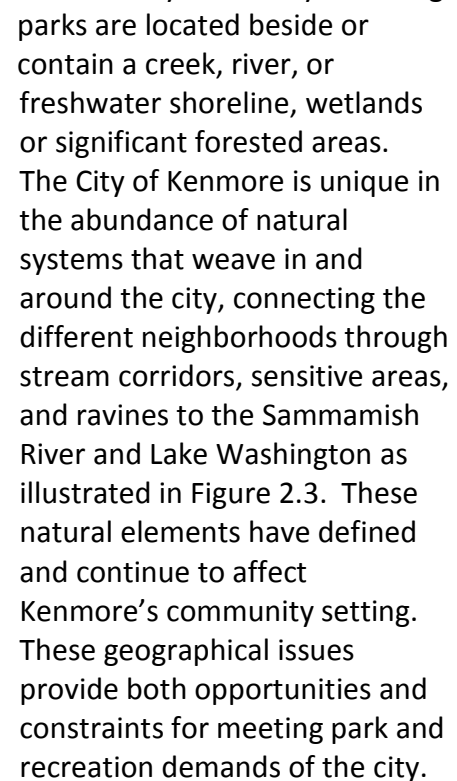 parks are located beside or
contain a creek, river, or
freshwater shoreline, wetlands
or significant forested areas.
The City of Kenmore is unique in
the abundance of natural
systems that weave in and
around the city, connecting the
different neighborhoods through
stream corridors, sensitive areas,
and ravines to the Sammamish
River and Lake Washington as
illustrated in Figure 2.3.  These
natural elements have defined
and continue to affect
Kenmore’s community setting.
These geographical issues
provide both opportunities and
constraints for meeting park and
recreation demands of the city.